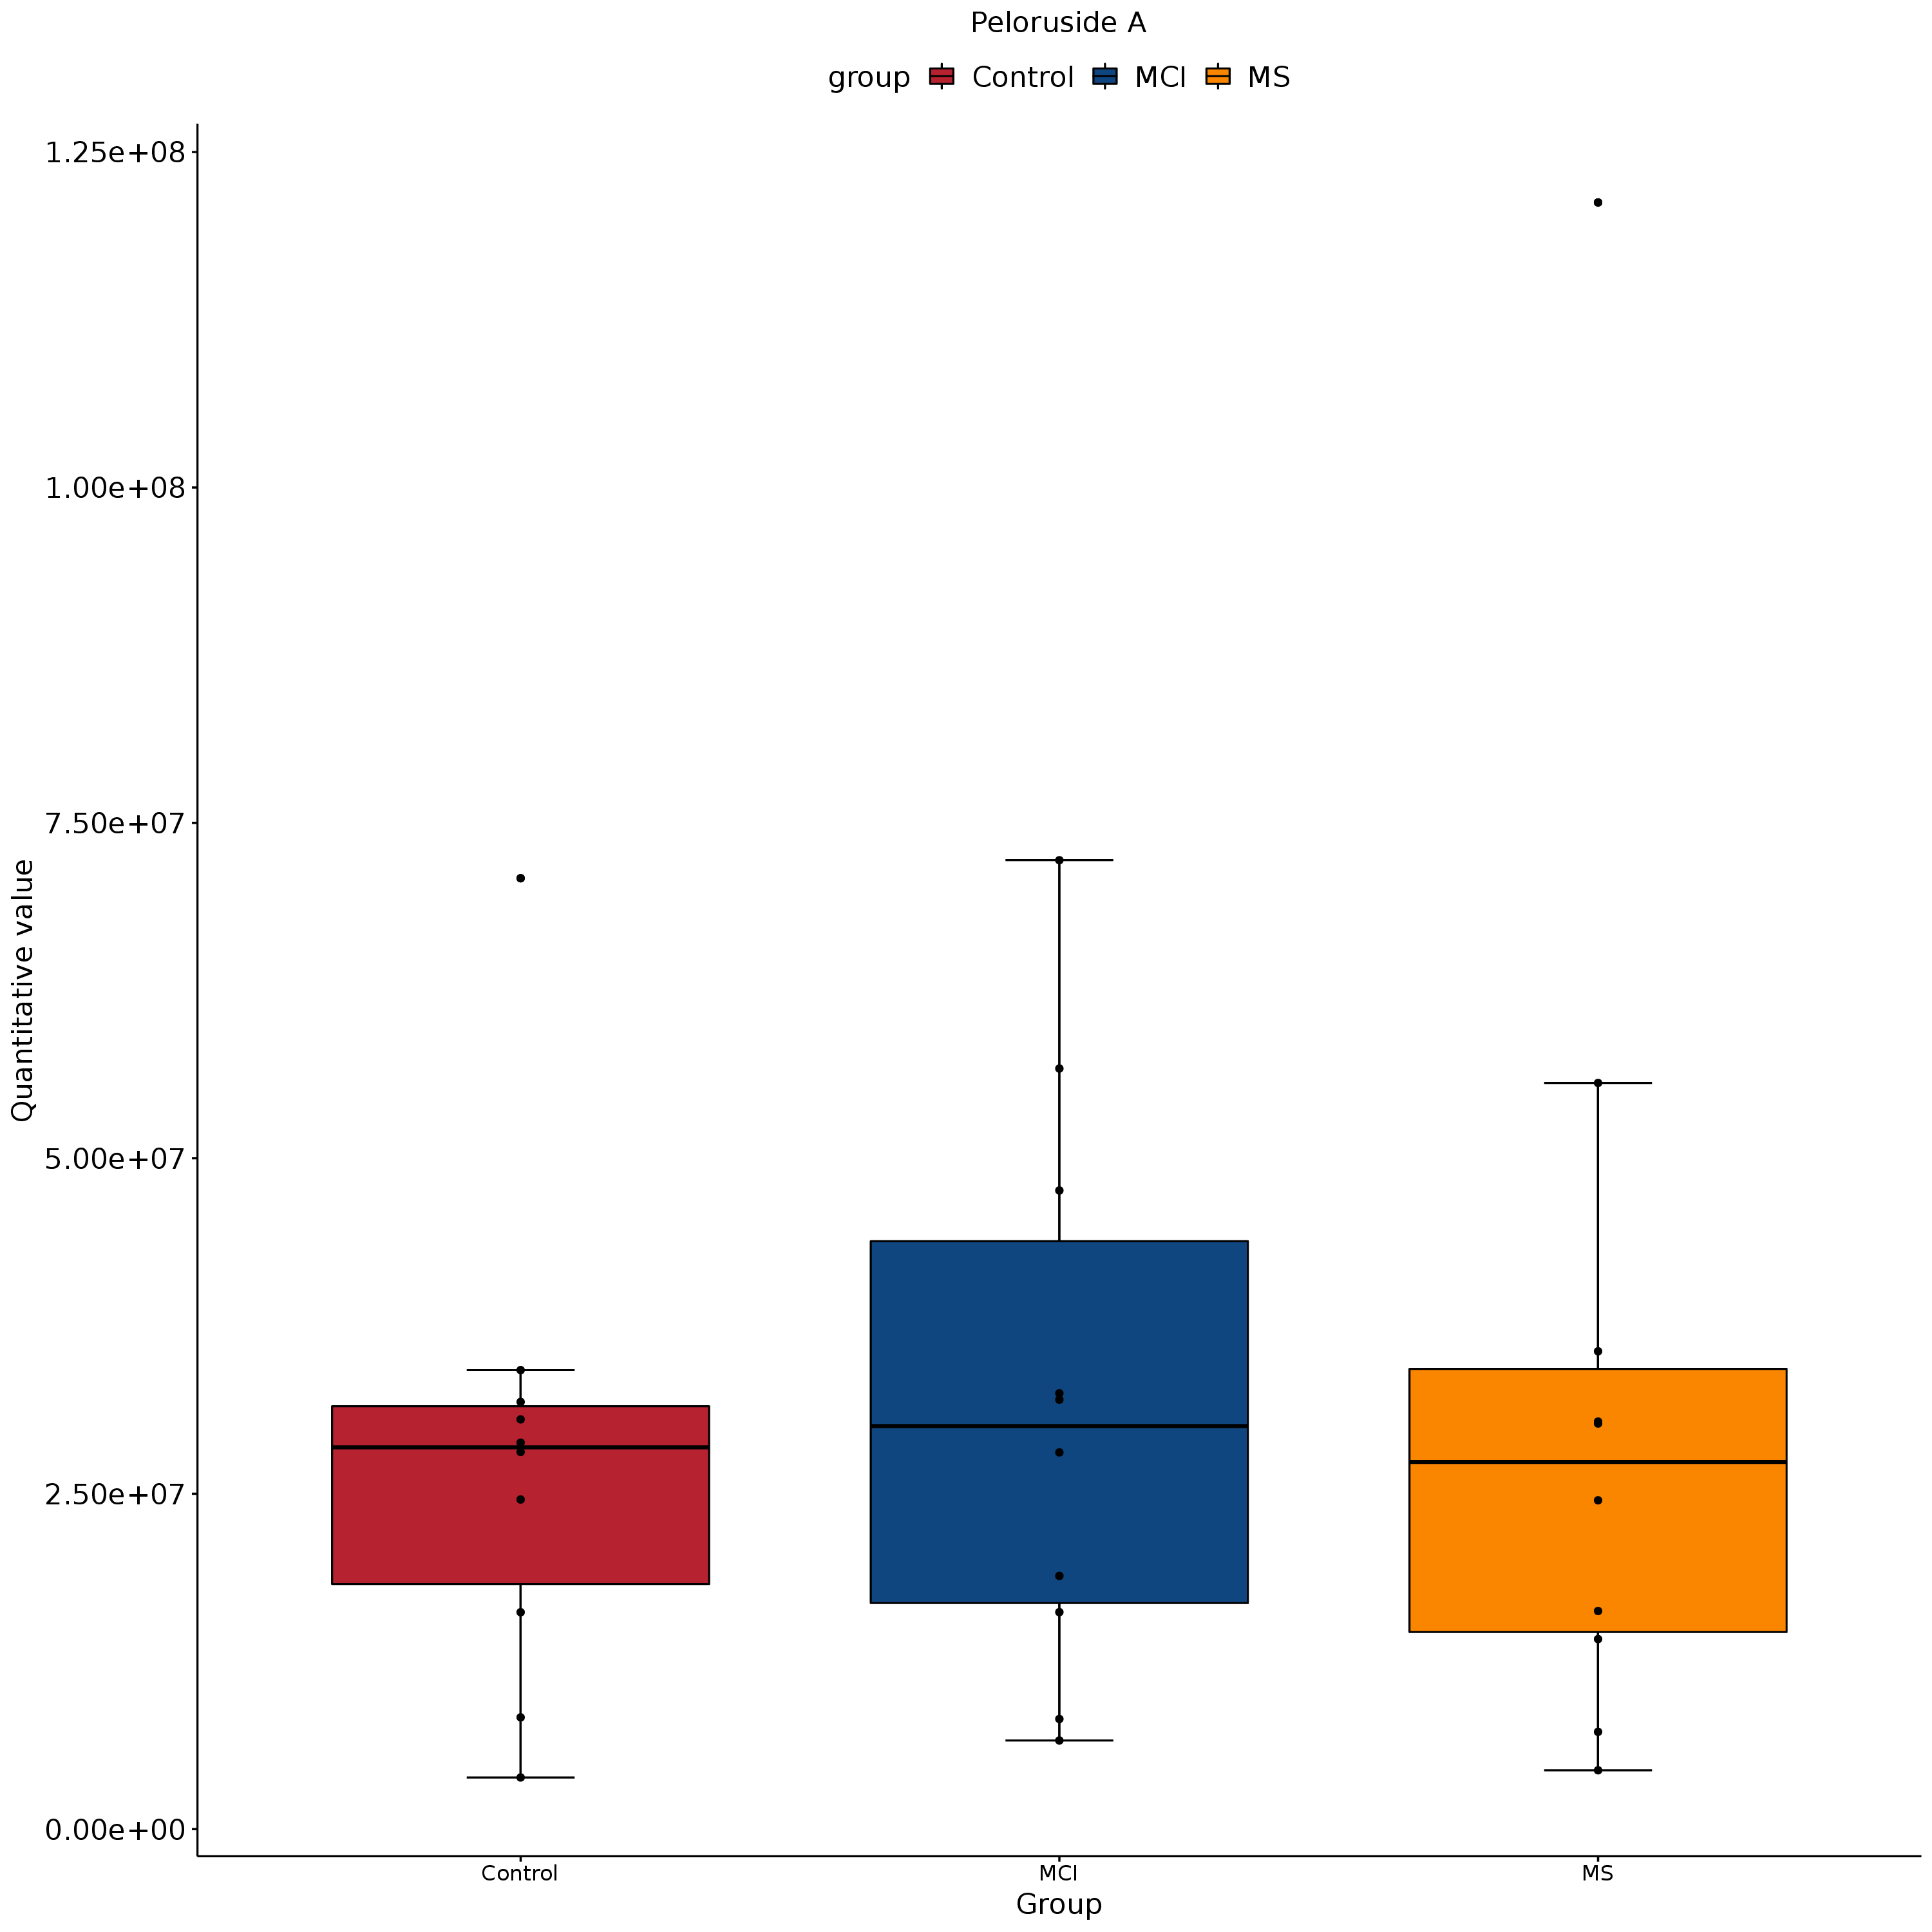 Peloruside A
group Control MCI MS
1.25e+08
1.00e+08
7.50e+07
5.00e+07
2.50e+07
0.00e+00
Quantitative value
Control MCI MS
Group